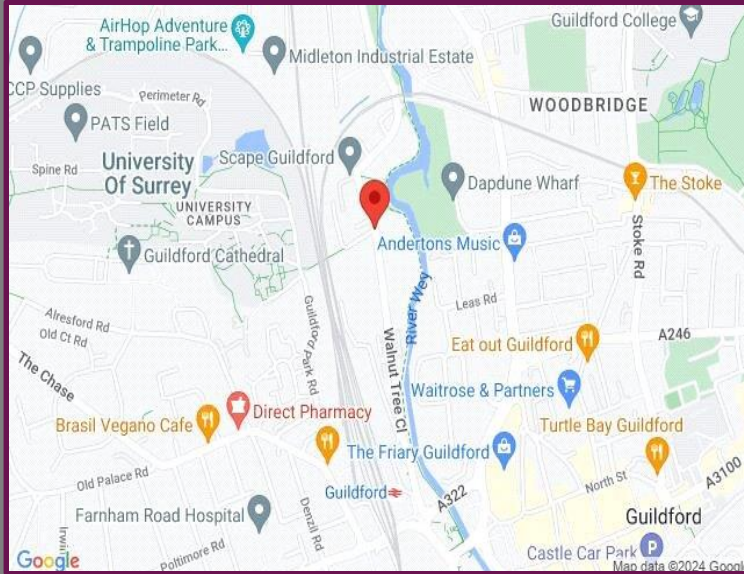 AirHop Adventure
& Trampoline Park...
Guildford College
Midleton Industrial Estate
CCP Supplies
Perimeter Rd
WOODBRIDGE
PATS Field
University
Of Surrey
Scape Guildford
Spine Rd
Dapdune Wharf
The Stoke
UNIVERSITY
CAMPUS
Andertons Music
Stoke Rd
Guildford Cathedral
River Wey
Leas Rd
Alresford Rd
Old Ct Rd
Guildford Park Rd
A246
Eat out Guildford
Walnut Tree Cl
The Chase
Waitrose & Partners
Direct Pharmacy
Brasil Vegano Cafe
Turtle Bay Guildford
The Friary Guildford
Old Palace Rd
North St
A3100
Guildford
A322
Farnham Road Hospital
Denzil Rd
Guildford
Irwin
Poltimore Rd
Castle Car Park
Google
Map data ©2024 Google